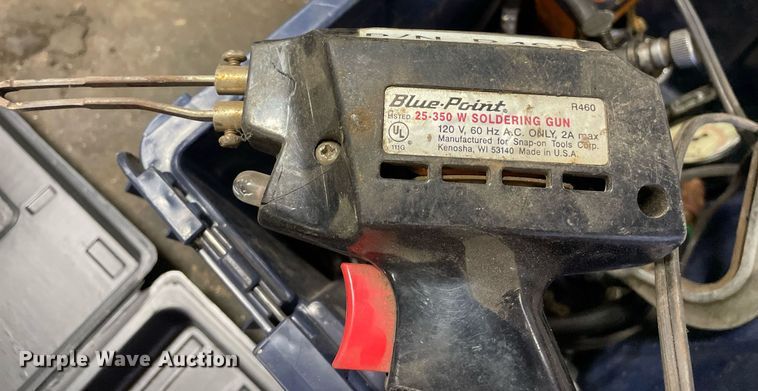 Blue-Point®
R460
LISTED 25-350 W SOLDERING GUN
UL
120 V, 60 Hz A.C. ONLY, 2A max
111G
Manufactured for Snap-on Tools Corp.
Kenosha, WI 53140 Made in U.S.A.
Purple Wave Auction